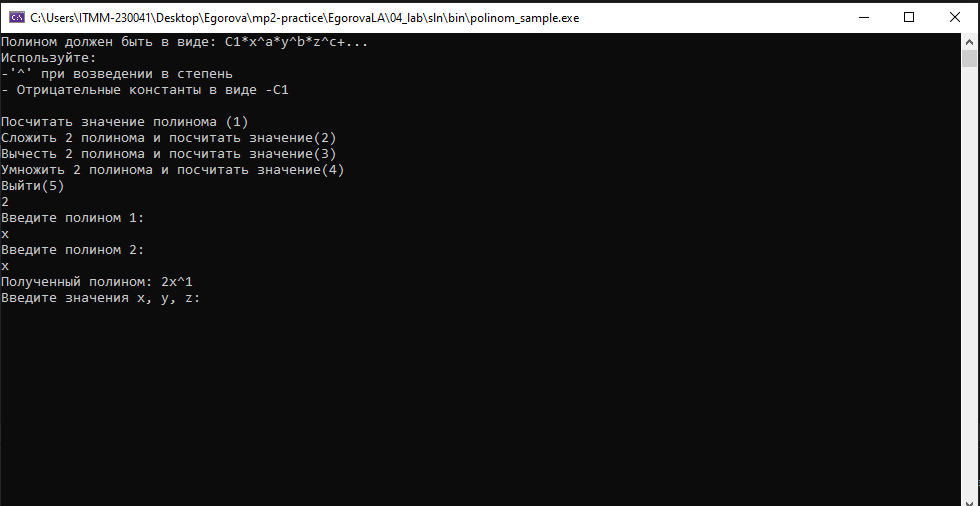 C:\Users\ITMM-230041\Desktop\Egorova\mp2-practice\EgorovaLA\04_lab\sln\bin\polinom_sample.exe
Полином должен быть в виде: C1*x^a*y^b*z^c+...
Используйте:
-'^' при возведении в степень
- Отрицательные константы в виде -C1
Посчитать значение полинома (1)
Сложить 2 полинома и посчитать значение(2)
Вычесть 2 полинома и посчитать значение(3)
Умножить 2 полинома и посчитать значение(4)
Выйти(5)
2
Введите полином 1:
x
Введите полином 2:
x
Полученный полином: 2x^1
Введите значения x, y, z: